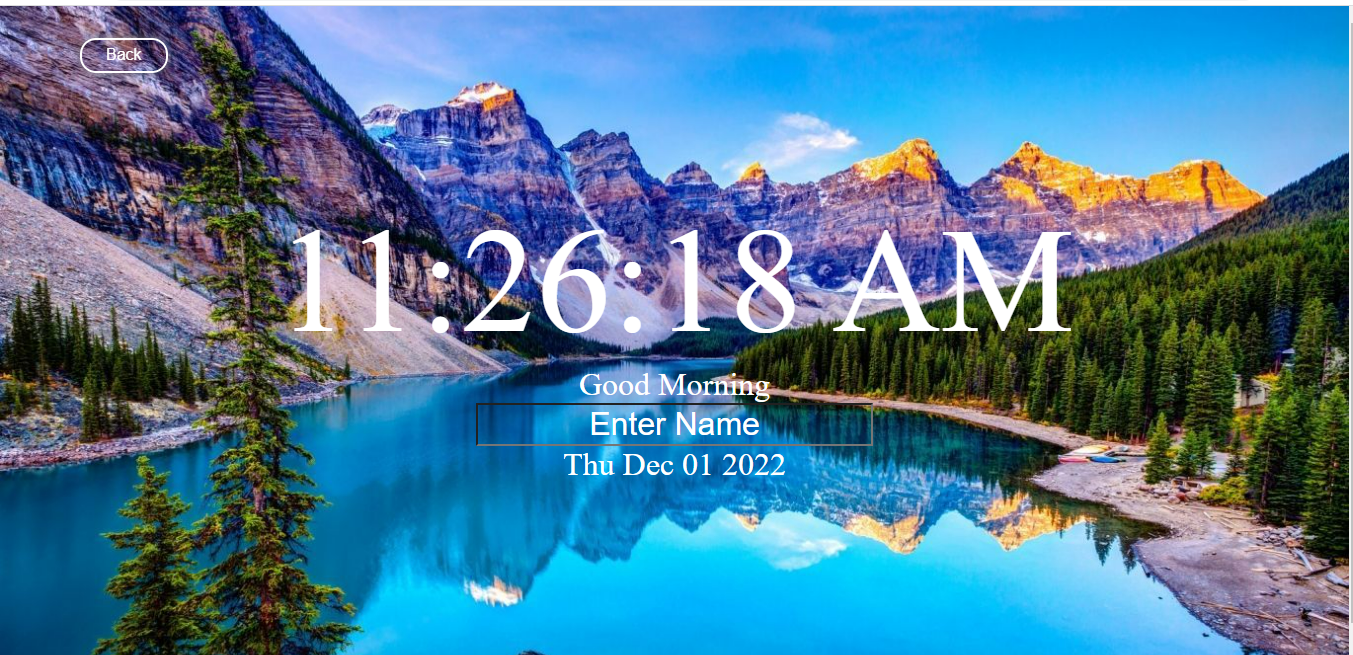 Back
11:26:18 AM
Good Morning
Enter Name
Thu Dec 01 2022